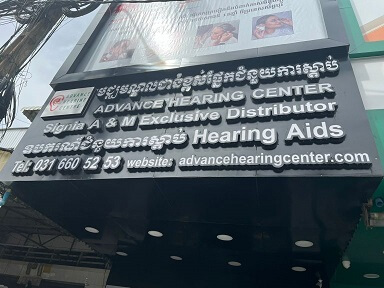 មជ្ឈមណ្ឌលជាន់ខ្ពស់ផ្នែកជំនួយការស្តាប់
ADVANCE HEARING CENTER
Signia A & M Exclusive Distributor
ឧបករណ៍ជំនួយការស្តាប់ Hearing Aids
Tel: 031 660 52 53 website: advancehearingcenter.com